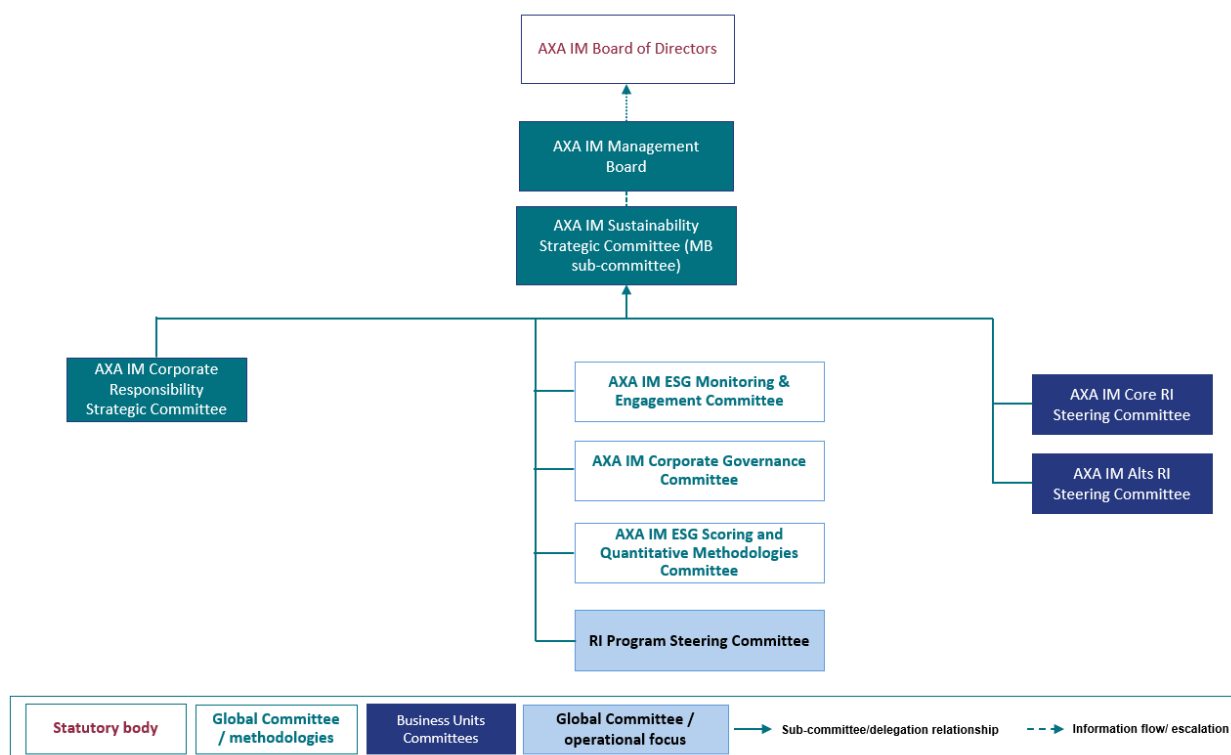 AXA IM Board of Directors
AXA IM Management
Board
AXA IM Sustainability
Strategic Committee (MB
sub-committee)
AXA IM Corporate
Responsibility
Strategic Committee
AXA IM ESG Monitoring &
Engagement Committee
AXA IM Corporate Governance
Committee
AXA IM ESG Scoring and
Quantitative Methodologies
Committee
RI Program Steering Committee
AXA IM Core RI
Steering Committee
AXA IM Alts RI
Steering Committee
Statutory body
Global Committee
/ methodologies
Business Units
Committees
Global Committee /
operational focus
Sub-committee/delegation relationship
Information flow/ escalation